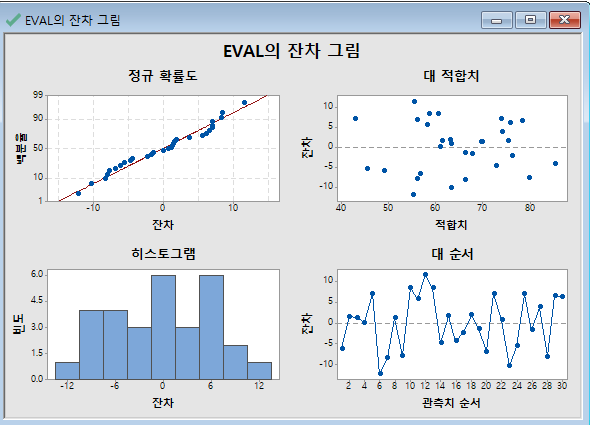 EVAL의 잔차 그림
EVAL의 잔차 그림
정규 확률도
99
90
50
10
1
백분율
-10 0 10
잔차
대 적합치
10
5
0
-5
-10
잔차
40 50 60 70 80
적합치
히스토그램
6.0
4.5
3.0
1.5
0.0
빈도
-12 -6 0 6 12
잔차
대 순서
10
5
0
-5
-10
잔차
2 4 6 8 10 12 14 16 18 20 22 24 26 28 30
관측치 순서